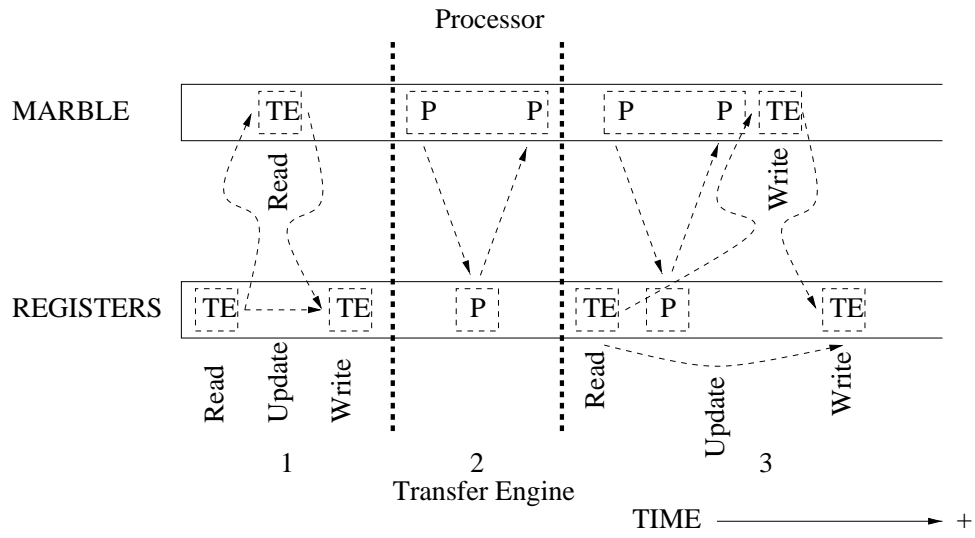 Processor
MARBLE
TE
P
P
P
P
TE
Read
Write
REGISTERS
TE
TE
P
TE
P
TE
Read
Update
Write
Read
Update
Write
1
2
3
Transfer Engine
TIME
+